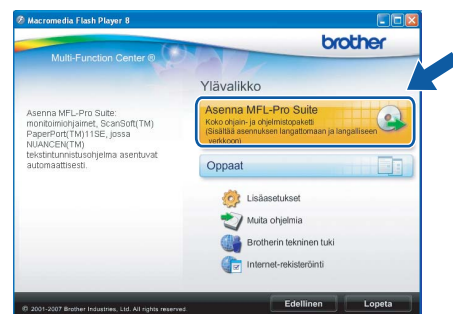 Macromedia Flash Player 8
brother
Multi-Function Center ®
Ylävalikko
Asenna MFL-Pro Suite:
monitoimiohjaimet, ScanSoft(TM)
PaperPort(TM)11SE, jossa
NUANCEN(TM)
tekstintunnistusohjelma asentuvat
automaattisesti.
Asenna MFL-Pro Suite
Koko ohjain- ja ohjelmistopaketti
(Sisältää asennuksen langattomaan ja langalliseen
verkkoon)
Oppaat
Lisäasetukset
Muita ohjelmia
Brotherin tekninen tuki
Internet-rekisteröinti
© 2001-2007 Brother Industries, Ltd. All rights reserved.
Edellinen
Lopeta